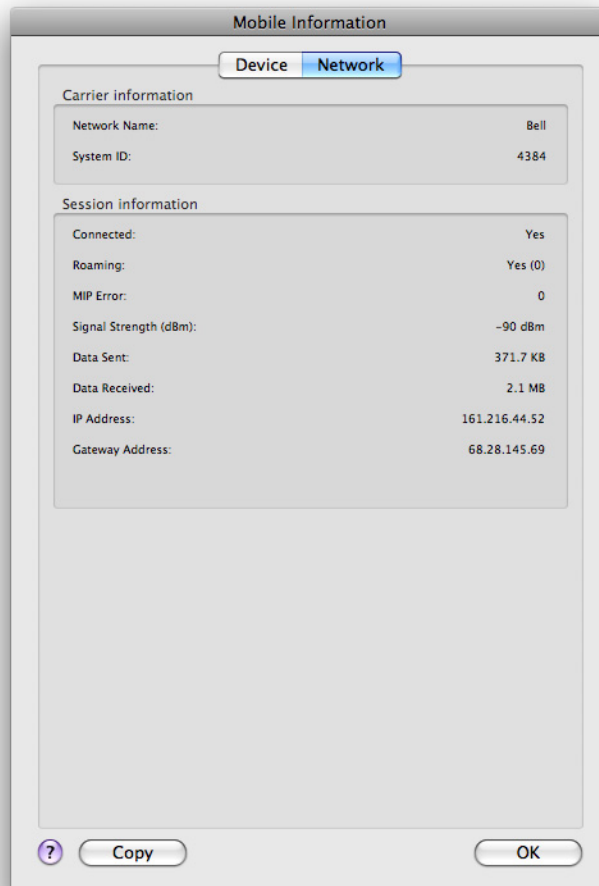 Mobile Information
Device Network
Carrier information
Network Name: Bell
System ID: 4384
Session information
Connected: Yes
Roaming: Yes (0)
MIP Error: 0
Signal Strength (dBm): -90 dBm
Data Sent: 371.7 KB
Data Received: 2.1 MB
IP Address: 161.216.44.52
Gateway Address: 68.28.145.69
? Copy OK